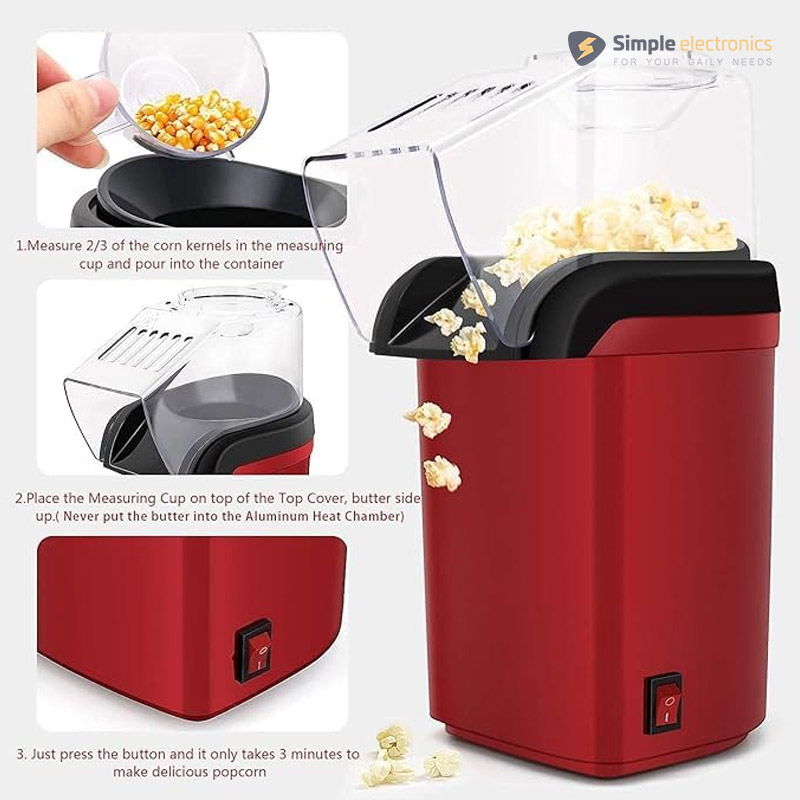 Simple electronics
FOR YOUR DAILY NEEDS
1.Measure 2/3 of the corn kernels in the measuring
cup and pour into the container
2.Place the Measuring Cup on top of the Top Cover, butter side
up.( Never put the butter into the Aluminum Heat Chamber)
3. Just press the button and it only takes 3 minutes to
make delicious popcorn